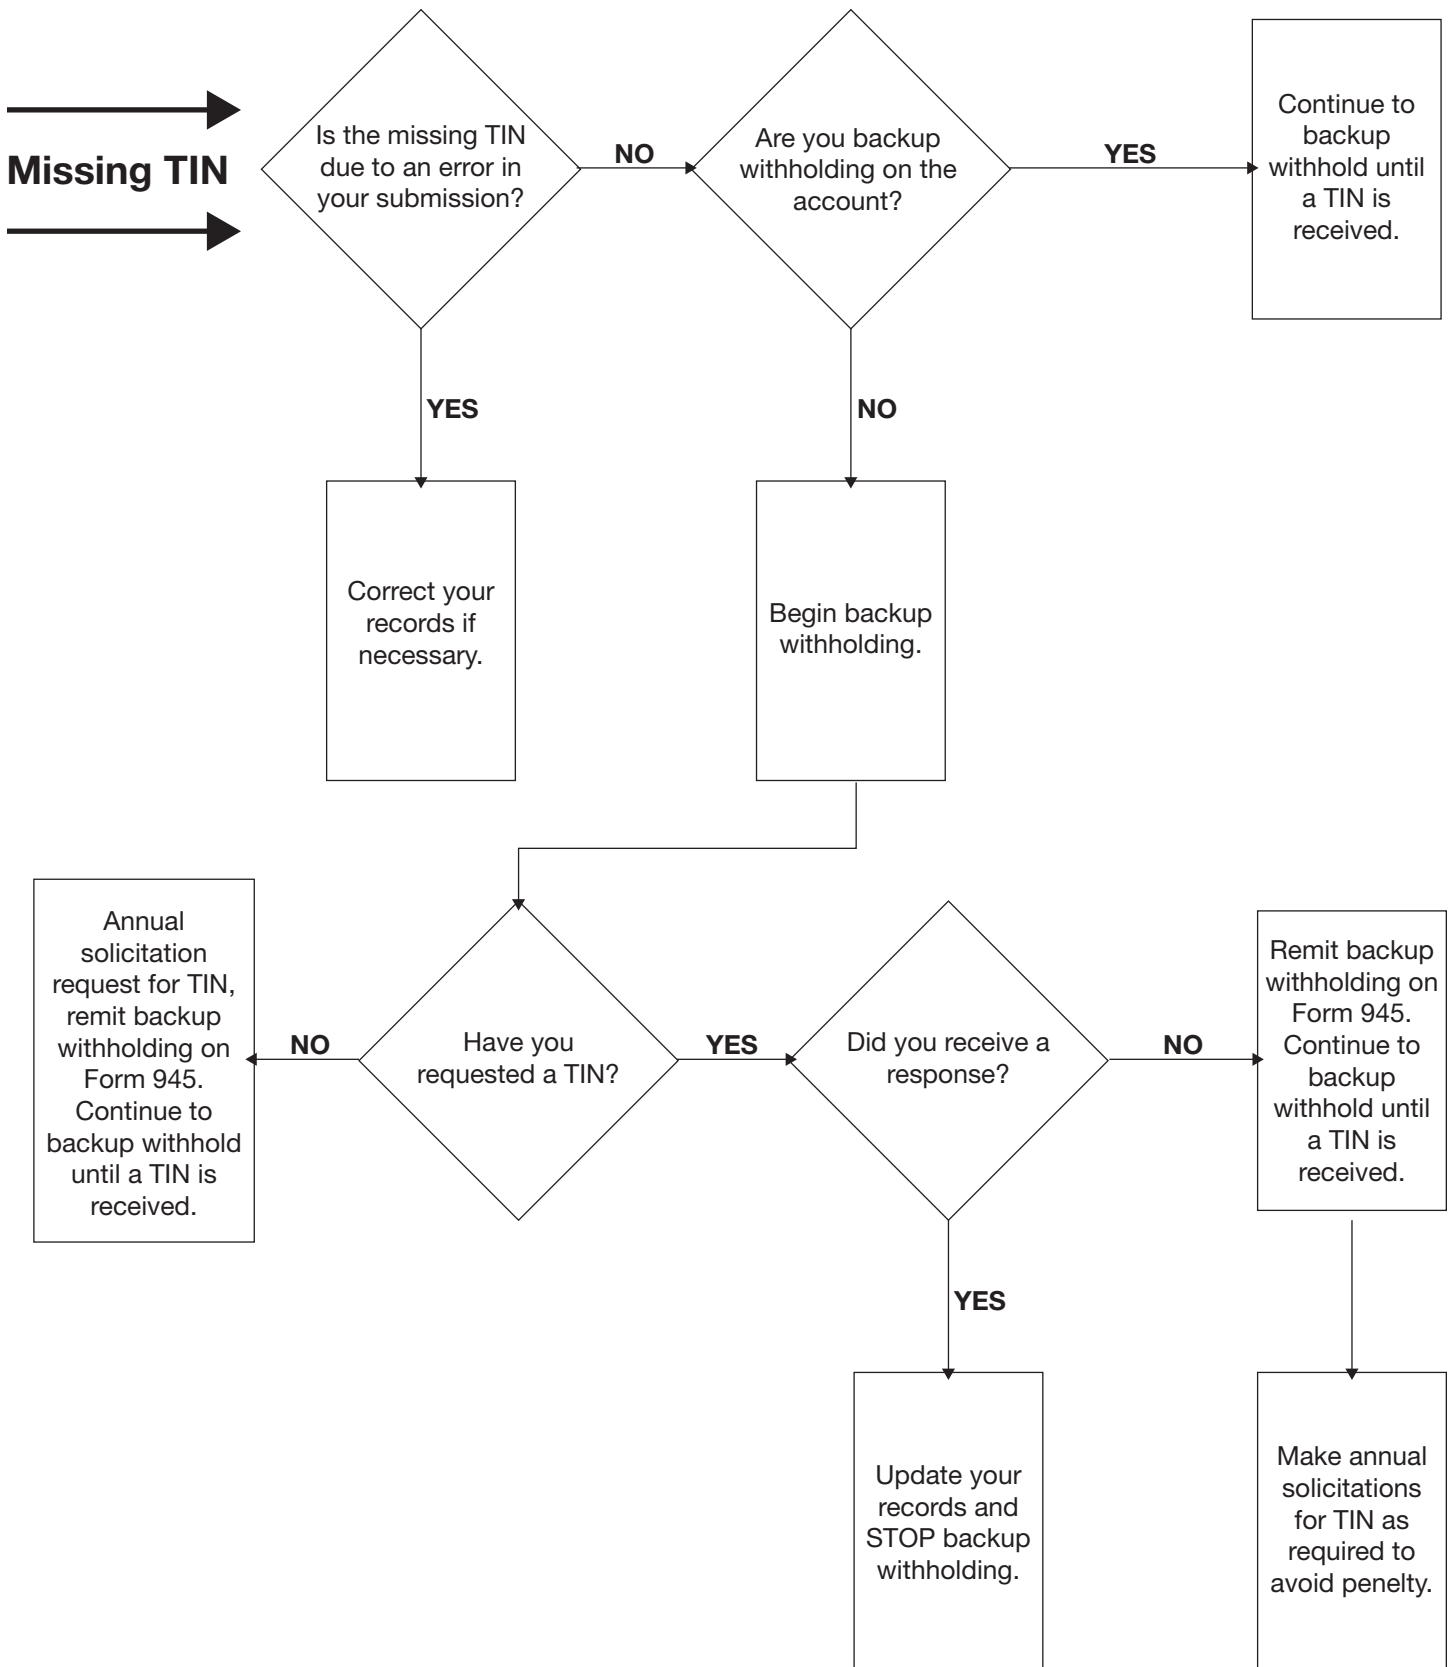 Missing TIN
Is the missing TIN
due to an error in
your submission?
NO
Are you backup
withholding on the
account?
YES
Continue to
backup
withhold until
a TIN is
received.
YES
NO
Correct your
records if
necessary.
Begin backup
withholding.
Annual
solicitation
request for TIN,
remit backup
withholding on
Form 945.
Continue to
backup withhold
until a TIN is
received.
NO
Have you
requested a TIN?
YES
Did you receive a
response?
NO
Remit backup
withholding on
Form 945.
Continue to
backup
withhold until
a TIN is
received.
YES
Update your
records and
STOP backup
withholding.
Make annual
solicitations
for TIN as
required to
avoid penelty.